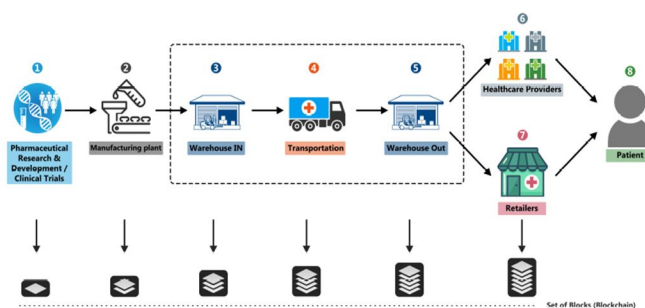 1
2
3
4
5
6
7
8
Pharmaceutical
Research &
Development /
Clinical Trials
Manufacturing plant
Warehouse IN
Transportation
Warehouse Out
Healthcare Providers
Retailers
Patient
Set of Blocks (Blockchain)